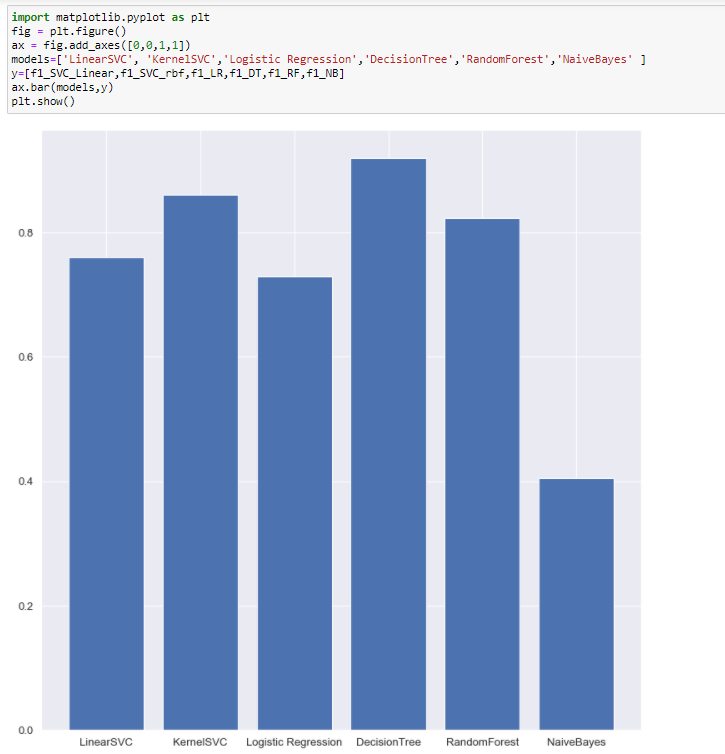 import matplotlib.pyplot as plt
fig = plt.figure()
ax = fig.add_axes([0,0,1,1])
models=['LinearSVC', 'KernelSVC','Logistic Regression','DecisionTree','RandomForest','NaiveBayes' ]
y=[f1_SVC_Linear,f1_SVC_rbf,f1_LR,f1_DT,f1_RF,f1_NB]
ax.bar(models,y)
plt.show()
0.8
0.6
0.4
0.2
0.0
LinearSVC KernelSVC Logistic Regression DecisionTree RandomForest NaiveBayes